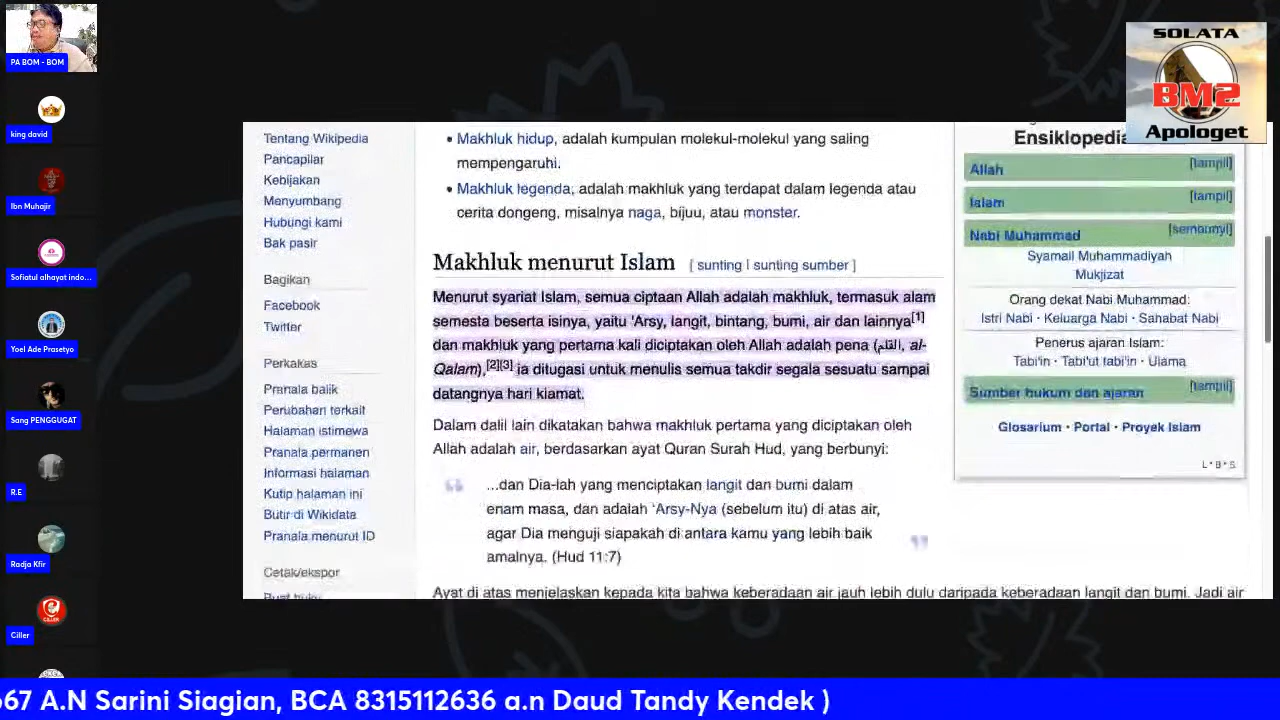 PA BOM - BOM
king david
Ibn Muhajir
Sofiatul alhayat indo...
Yoel Ade Prasetyo
Sang PENGGUGAT
R.E
Radja Kfir
Ciller
SOLATA
BM2
Apologet
Tentang Wikipedia
Pancapilar
Kebijakan
Menyumbang
Hubungi kami
Bak pasir
Bagikan
Facebook
Twitter
Perkakas
Pranala balik
Perubahan terkait
Halaman istimewa
Pranala permanen
Informasi halaman
Kutip halaman ini
Butir di Wikidata
Pranala menurut ID
Cetak/ekspor
Buat buku
• Makhluk hidup, adalah kumpulan molekul-molekul yang saling
mempengaruhi.
• Makhluk legenda, adalah makhluk yang terdapat dalam legenda atau
cerita dongeng, misalnya naga, bijuu, atau monster.
Makhluk menurut Islam [ sunting | sunting sumber ]
Menurut syariat Islam, semua ciptaan Allah adalah makhluk, termasuk alam
semesta beserta isinya, yaitu 'Arsy, langit, bintang, bumi, air dan lainnya[1]
dan makhluk yang pertama kali diciptakan oleh Allah adalah pena (القلم, al-
Qalam),[2][3] ia ditugasi untuk menulis semua takdir segala sesuatu sampai
datangnya hari kiamat.
Dalam dalil lain dikatakan bahwa makhluk pertama yang diciptakan oleh
Allah adalah air, berdasarkan ayat Quran Surah Hud, yang berbunyi:
...dan Dia-lah yang menciptakan langit dan bumi dalam
enam masa, dan adalah 'Arsy-Nya (sebelum itu) di atas air,
agar Dia menguji siapakah di antara kamu yang lebih baik
amalnya. (Hud 11:7)
Ayat di atas menjelaskan kepada kita bahwa keberadaan air jauh lebih dulu daripada keberadaan langit dan bumi. Jadi air
Ensiklopedia
Allah [tampil]
Islam [tampil]
Nabi Muhammad [sembunyi]
Syamail Muhammadiyah
Mukjizat
Orang dekat Nabi Muhammad:
Istri Nabi · Keluarga Nabi · Sahabat Nabi
Penerus ajaran Islam:
Tabi'in · Tabi'ut tabi'in · Ulama
Sumber hukum dan ajaran [tampil]
Glosarium · Portal · Proyek Islam
L · B · S
667 A.N Sarini Siagian, BCA 8315112636 a.n Daud Tandy Kendek )